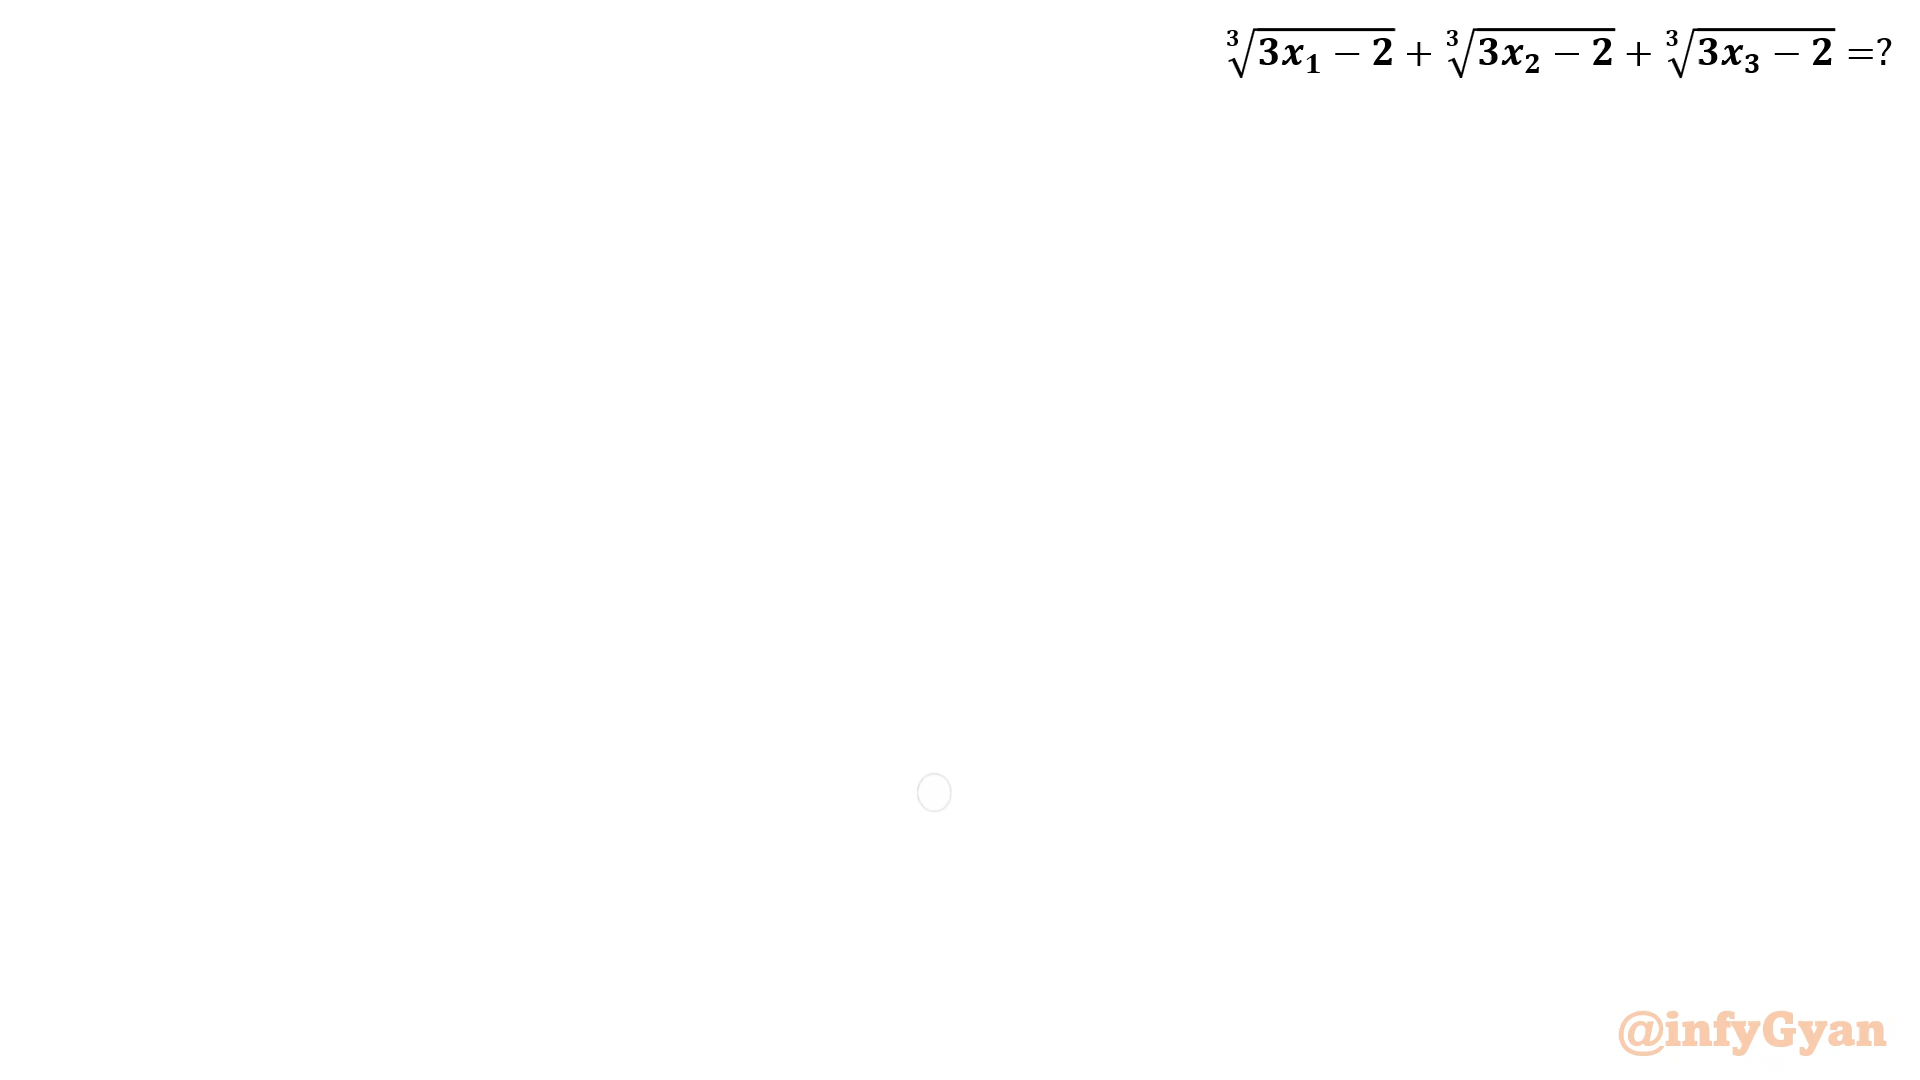 ∛(3x₁ − 2) + ∛(3x₂ − 2) + ∛(3x₃ − 2) =?
@infyGyan